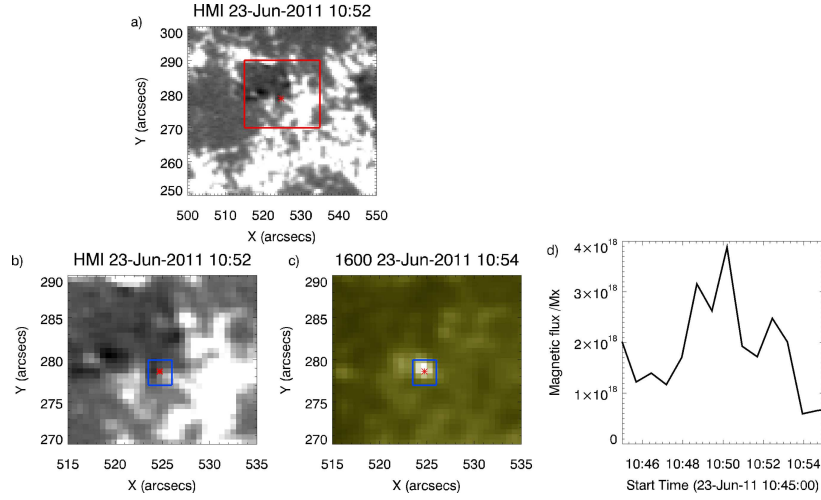 HMI 23-Jun-2011 10:52
a)
300
290
280
270
260
250
Y (arcsecs)
500 510 520 530 540 550
X (arcsecs)
b) HMI 23-Jun-2011 10:52
290
285
280
275
270
Y (arcsecs)
515 520 525 530 535
X (arcsecs)
c) 1600 23-Jun-2011 10:54
290
285
280
275
270
Y (arcsecs)
515 520 525 530 535
X (arcsecs)
d)
4×10¹⁸
3×10¹⁸
2×10¹⁸
1×10¹⁸
0
Magnetic flux /Mx
10:46 10:48 10:50 10:52 10:54
Start Time (23-Jun-11 10:45:00)